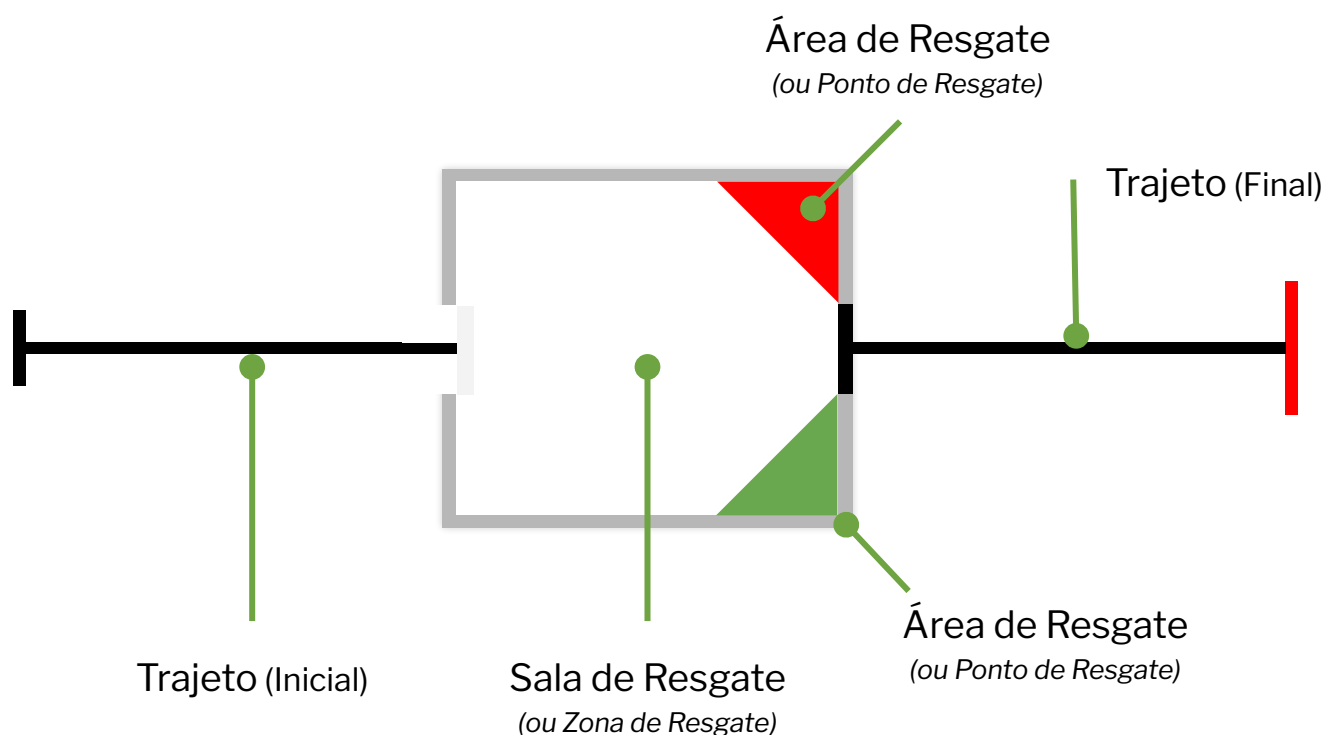 Área de Resgate
(ou Ponto de Resgate)
Trajeto (Final)
Área de Resgate
(ou Ponto de Resgate)
Trajeto (Inicial)
Sala de Resgate
(ou Zona de Resgate)